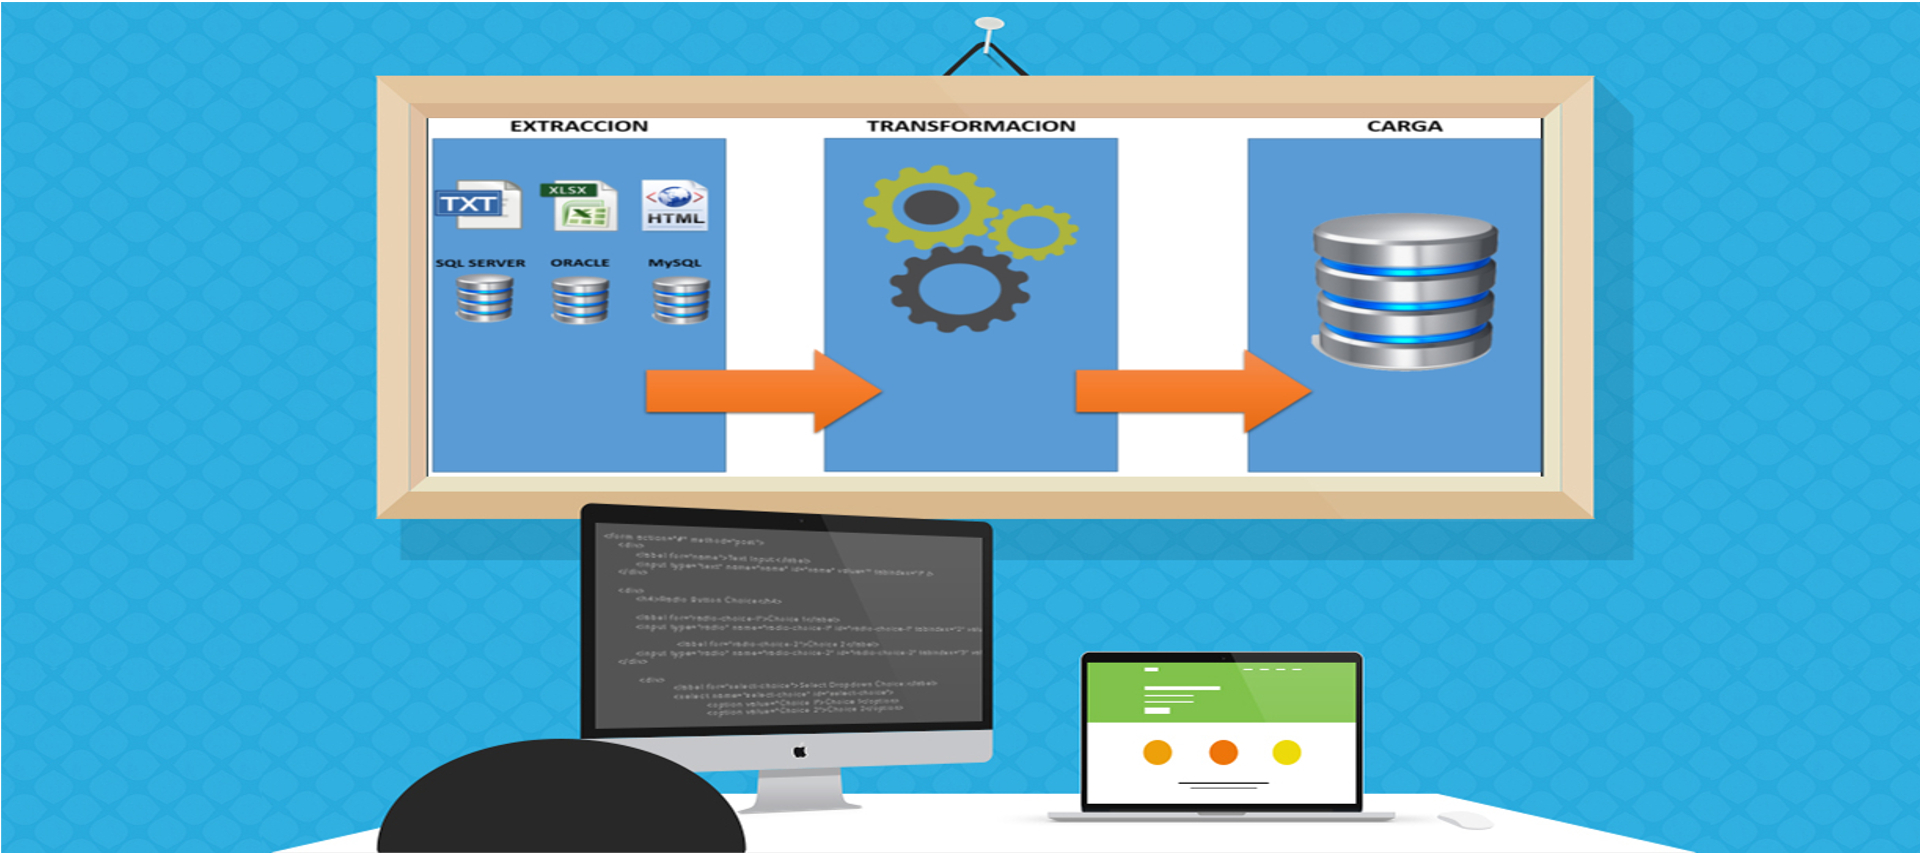 EXTRACCION
TRANSFORMACION
CARGA
TXT
XLSX
HTML
SQL SERVER
ORACLE
MySQL
<form action="#" method="post">
<div>
<label for="name">Text Input</label>
<input type="text" name="name" id="name" value="" tabindex="1" />
</div>
<div>
<h4>Radio Button Choice</h4>
<label for="radio-choice-1">Choice 1</label>
<input type="radio" name="radio-choice-1" id="radio-choice-1" tabindex="2"
<label for="radio-choice-2">Choice 2</label>
<input type="radio" name="radio-choice-2" id="radio-choice-2" tabindex="3"
</div>
<div>
<label for="select-choice">Select Dropdown Choice</label>
<select name="select-choice" id="select-choice">
<option value="Choice 1">Choice 1</option>
<option value="Choice 2">Choice 2</option>